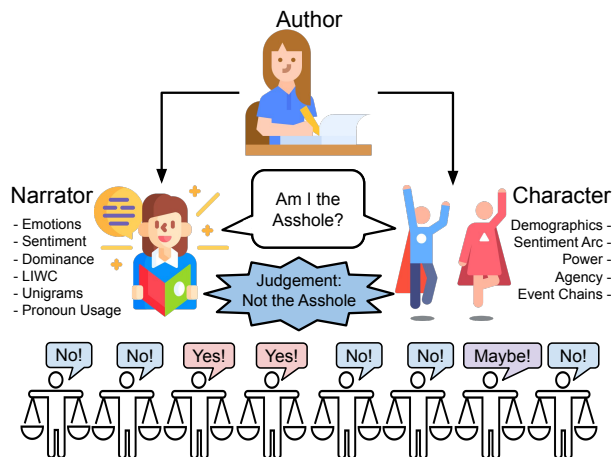 Author
Narrator
- Emotions
- Sentiment
- Dominance
- LIWC
- Unigrams
- Pronoun Usage
Am I the
Asshole?
Judgement:
Not the Asshole
Character
Demographics -
Sentiment Arc -
Power -
Agency -
Event Chains -
No!
No!
Yes!
Yes!
No!
No!
Maybe!
No!